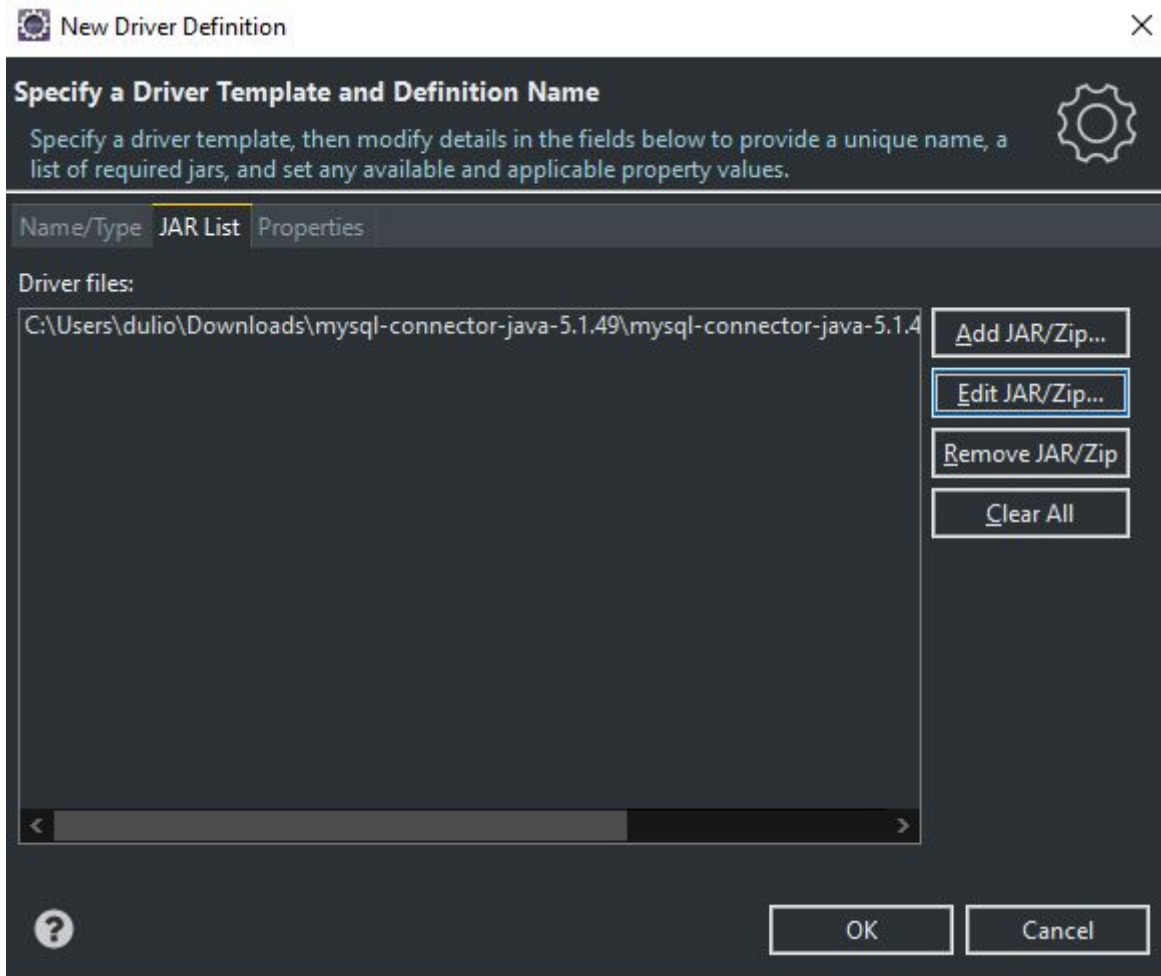 New Driver Definition
Specify a Driver Template and Definition Name
Specify a driver template, then modify details in the fields below to provide a unique name, a
list of required jars, and set any available and applicable property values.
Name/Type JAR List Properties
Driver files:
C:\Users\dulio\Downloads\mysql-connector-java-5.1.49\mysql-connector-java-5.1.4
Add JAR/Zip...
Edit JAR/Zip...
Remove JAR/Zip
Clear All
?
OK Cancel